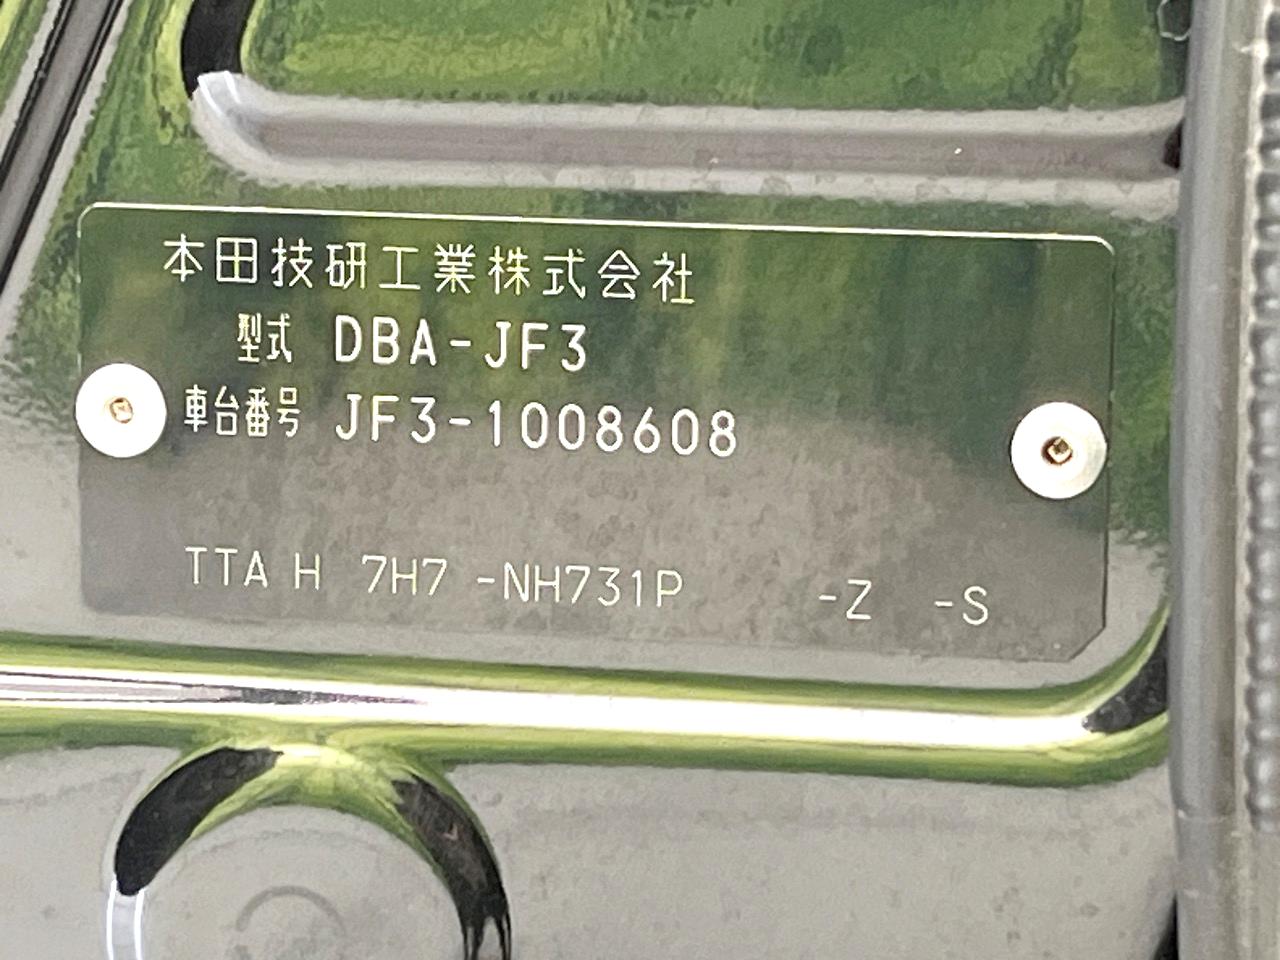 本田技研工業株式会社
型式 DBA-JF3
車台番号 JF3-1008608
TTA H 7H7 -NH731P -Z -S